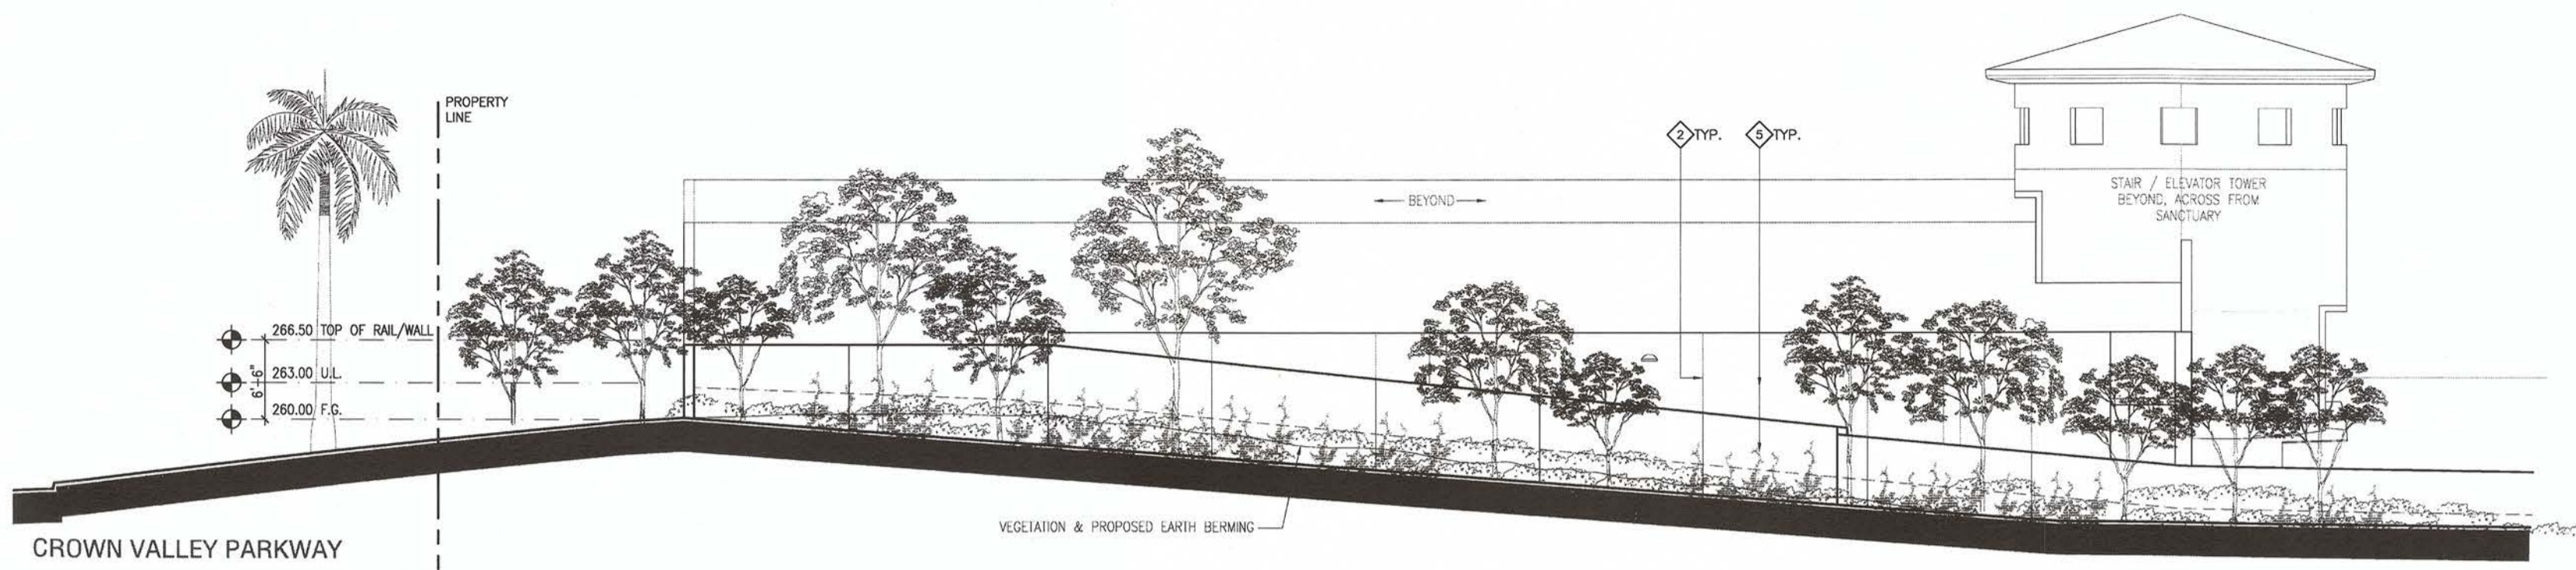 PROPERTY
LINE
2 TYP.
5 TYP.
BEYOND
STAIR / ELEVATOR TOWER
BEYOND, ACROSS FROM
SANCTUARY
266.50 TOP OF RAIL/WALL
263.00 U.L.
6'-6"
260.00 F.G.
VEGETATION & PROPOSED EARTH BERMING
CROWN VALLEY PARKWAY